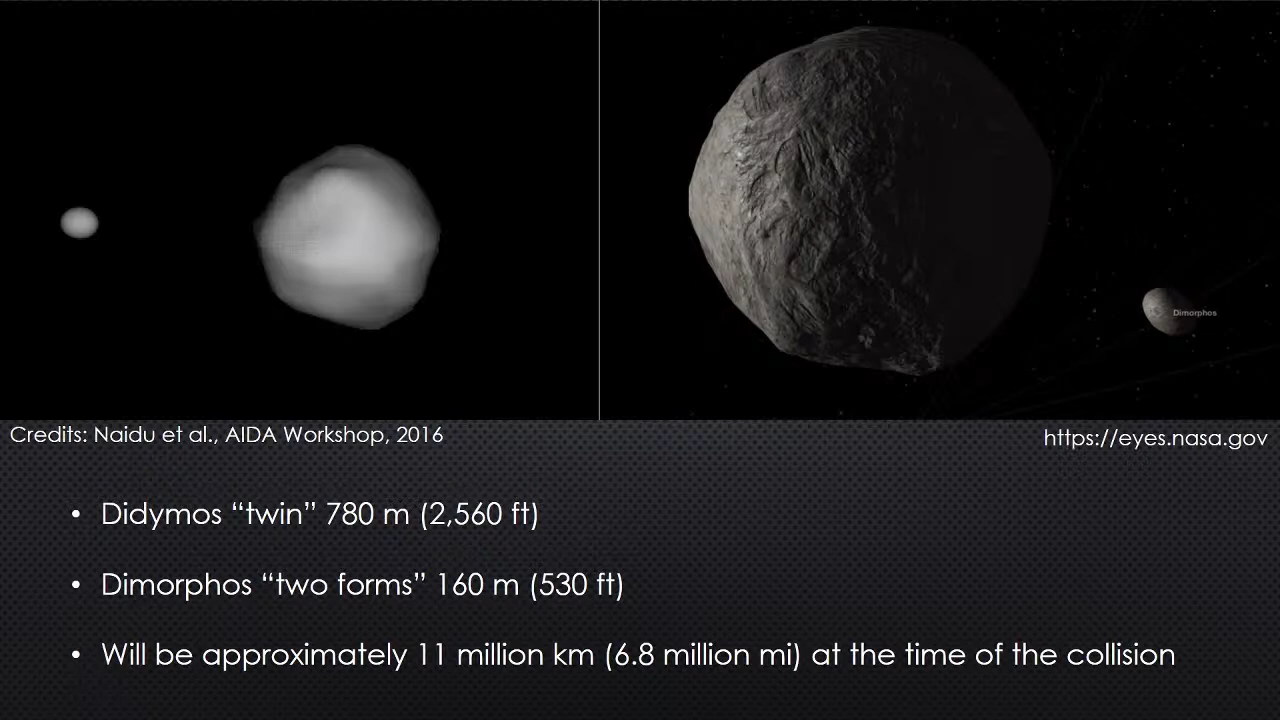 Dimorphos
Credits: Naidu et al., AIDA Workshop, 2016
https://eyes.nasa.gov
• Didymos “twin” 780 m (2,560 ft)
• Dimorphos “two forms” 160 m (530 ft)
• Will be approximately 11 million km (6.8 million mi) at the time of the collision